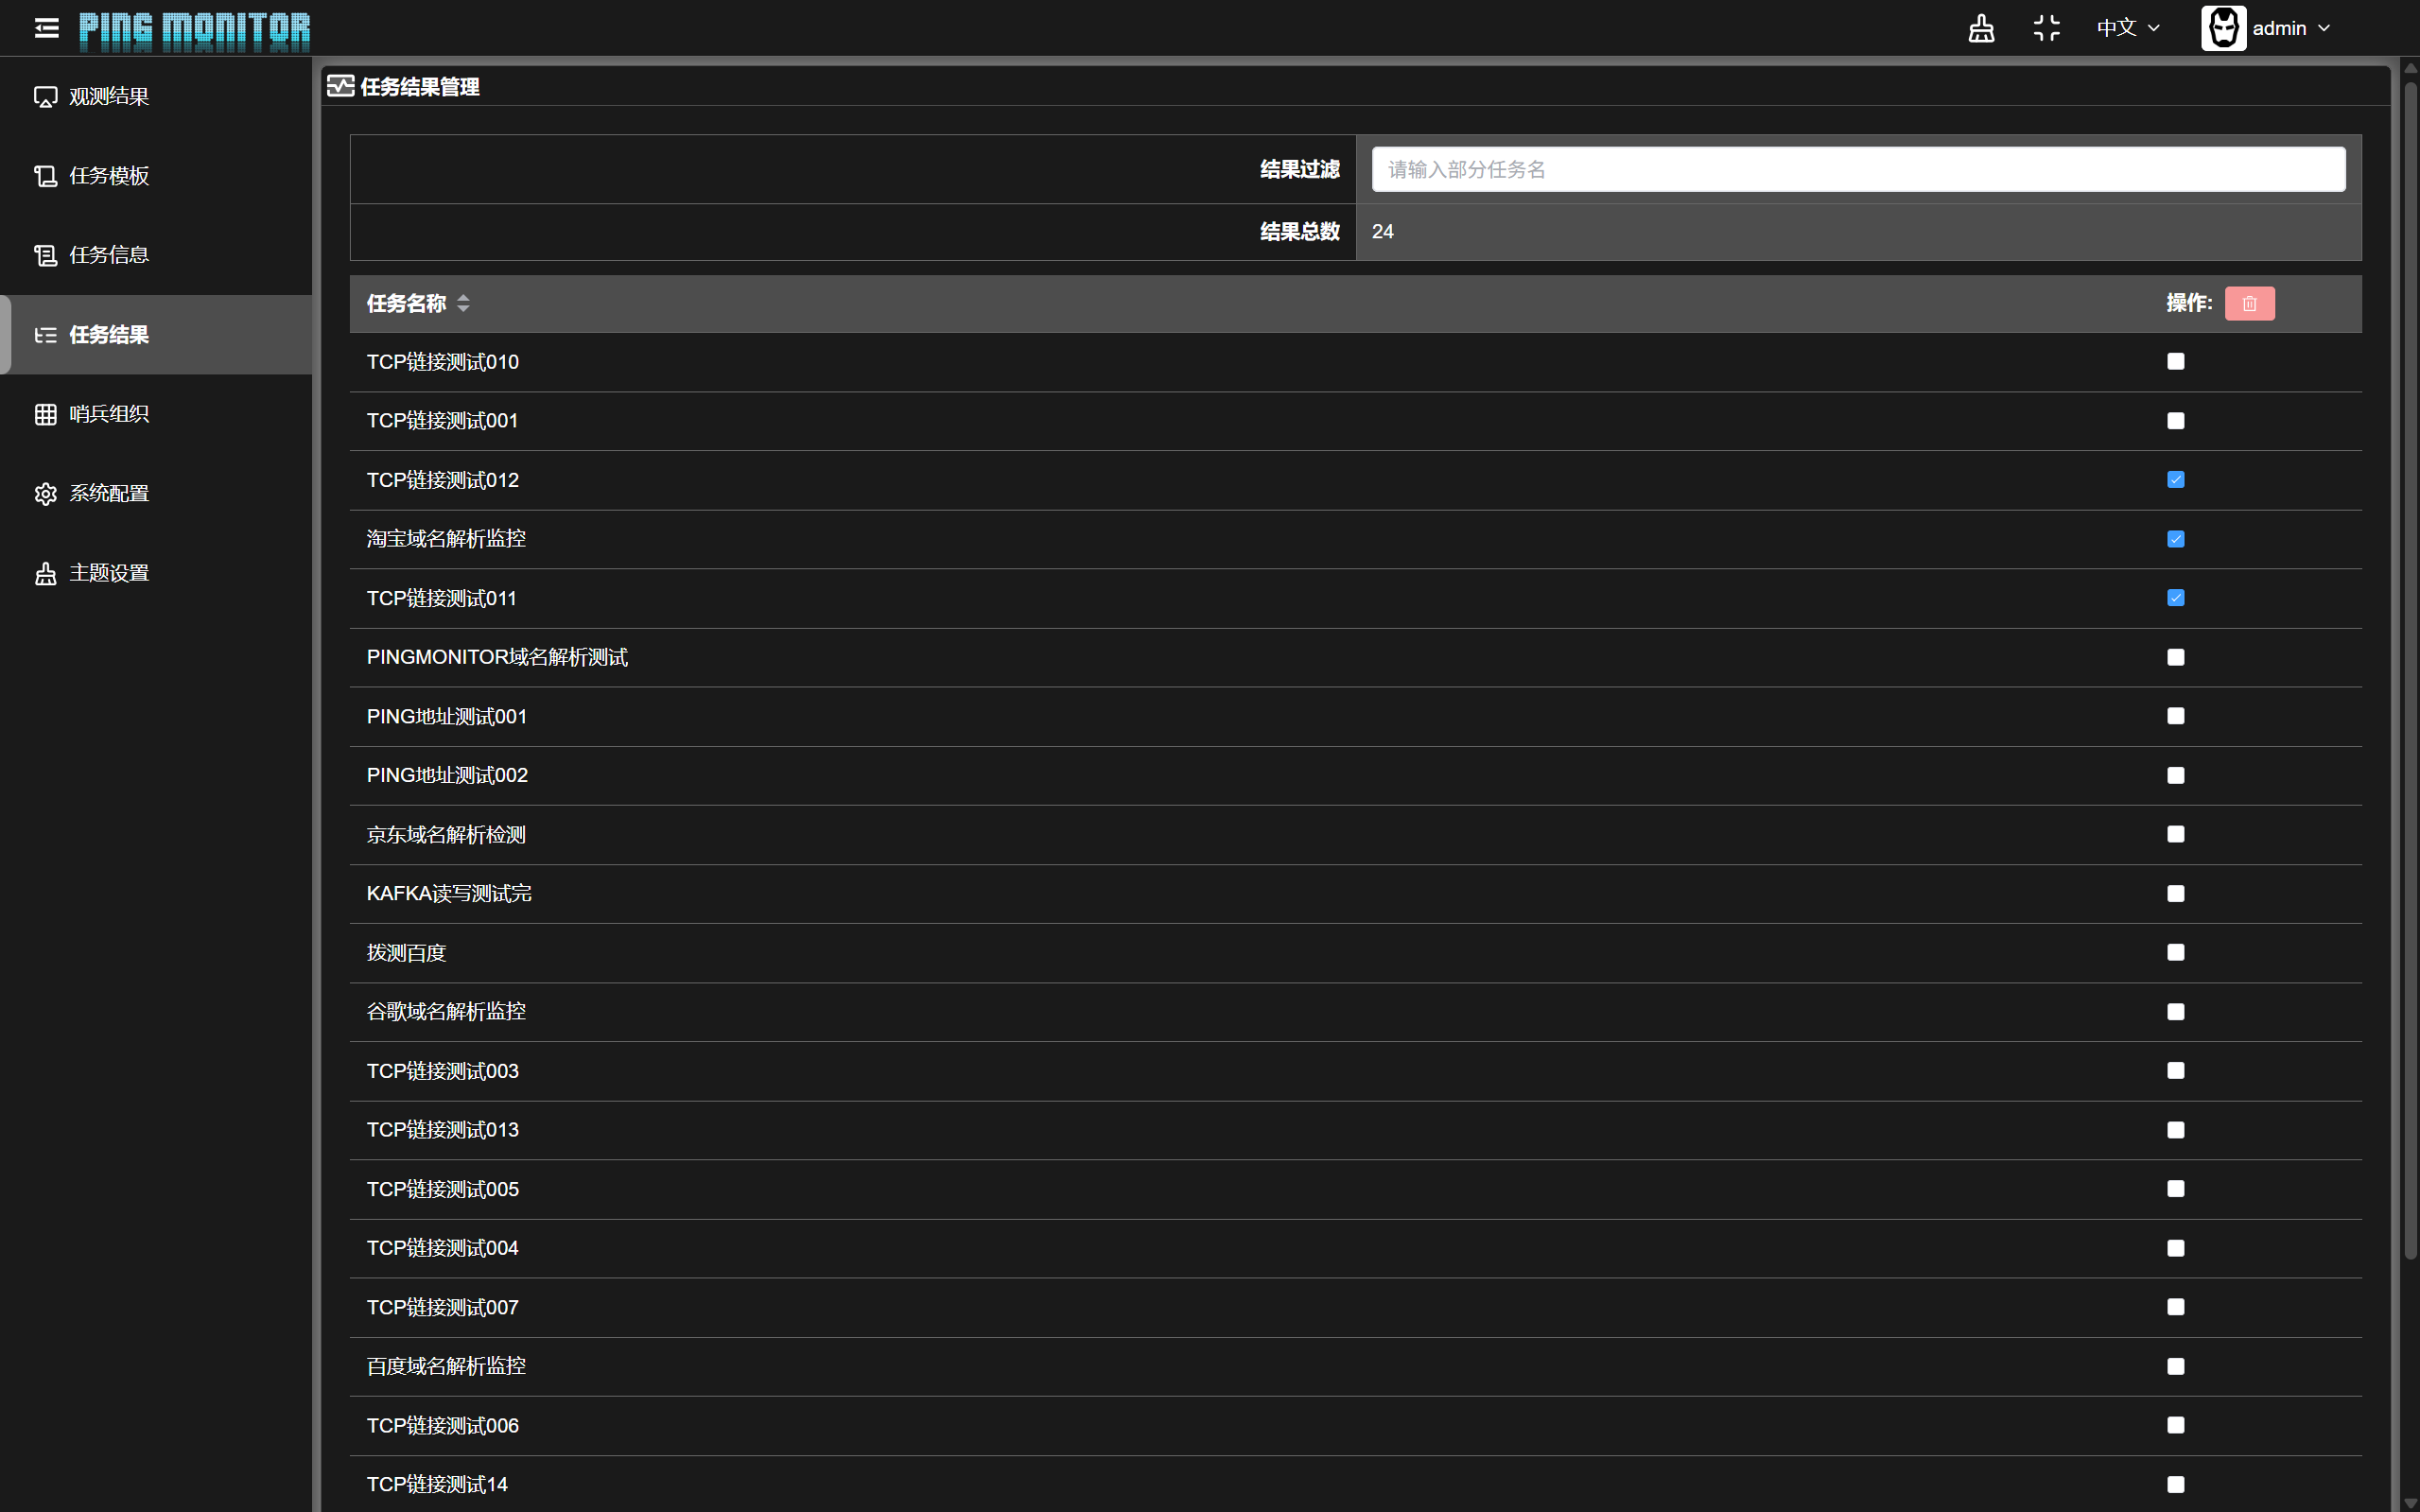 PING MONITOR
中文
admin
观测结果
任务模板
任务信息
任务结果
哨兵组织
系统配置
主题设置
任务结果管理
结果过滤 请输入部分任务名
结果总数 24
任务名称 操作:
TCP链接测试010
TCP链接测试001
TCP链接测试012
淘宝域名解析监控
TCP链接测试011
PINGMONITOR域名解析测试
PING地址测试001
PING地址测试002
京东域名解析检测
KAFKA读写测试完
拨测百度
谷歌域名解析监控
TCP链接测试003
TCP链接测试013
TCP链接测试005
TCP链接测试004
TCP链接测试007
百度域名解析监控
TCP链接测试006
TCP链接测试14